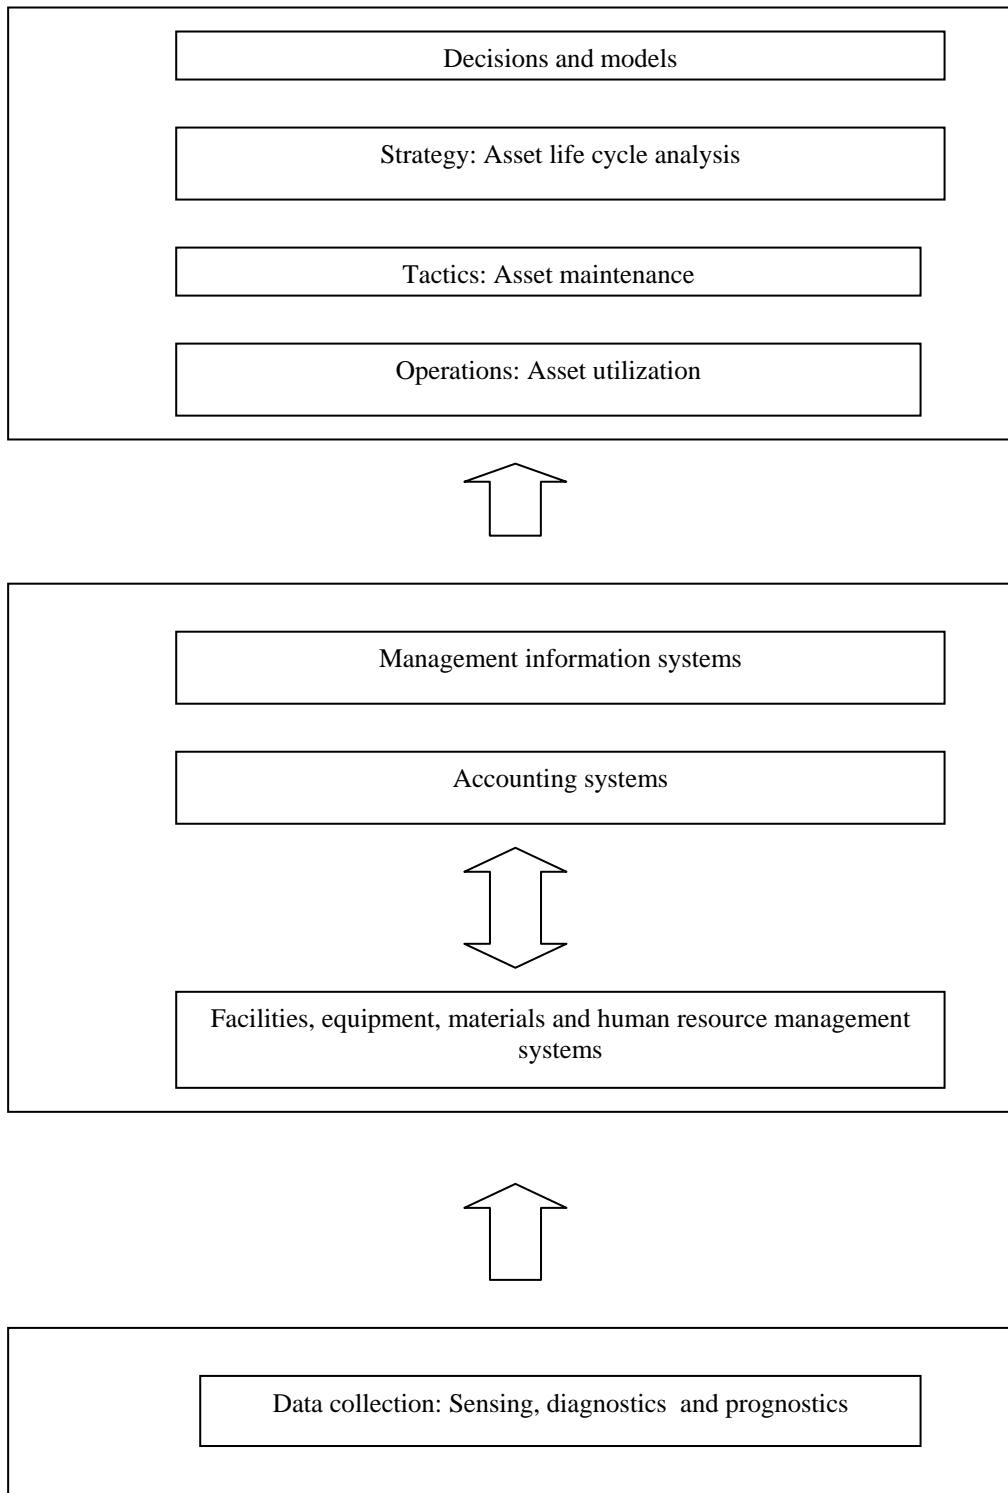 Decisions and models
Strategy: Asset life cycle analysis
Tactics: Asset maintenance
Operations: Asset utilization
Management information systems
Accounting systems
Facilities, equipment, materials and human resource management
systems
Data collection: Sensing, diagnostics  and prognostics